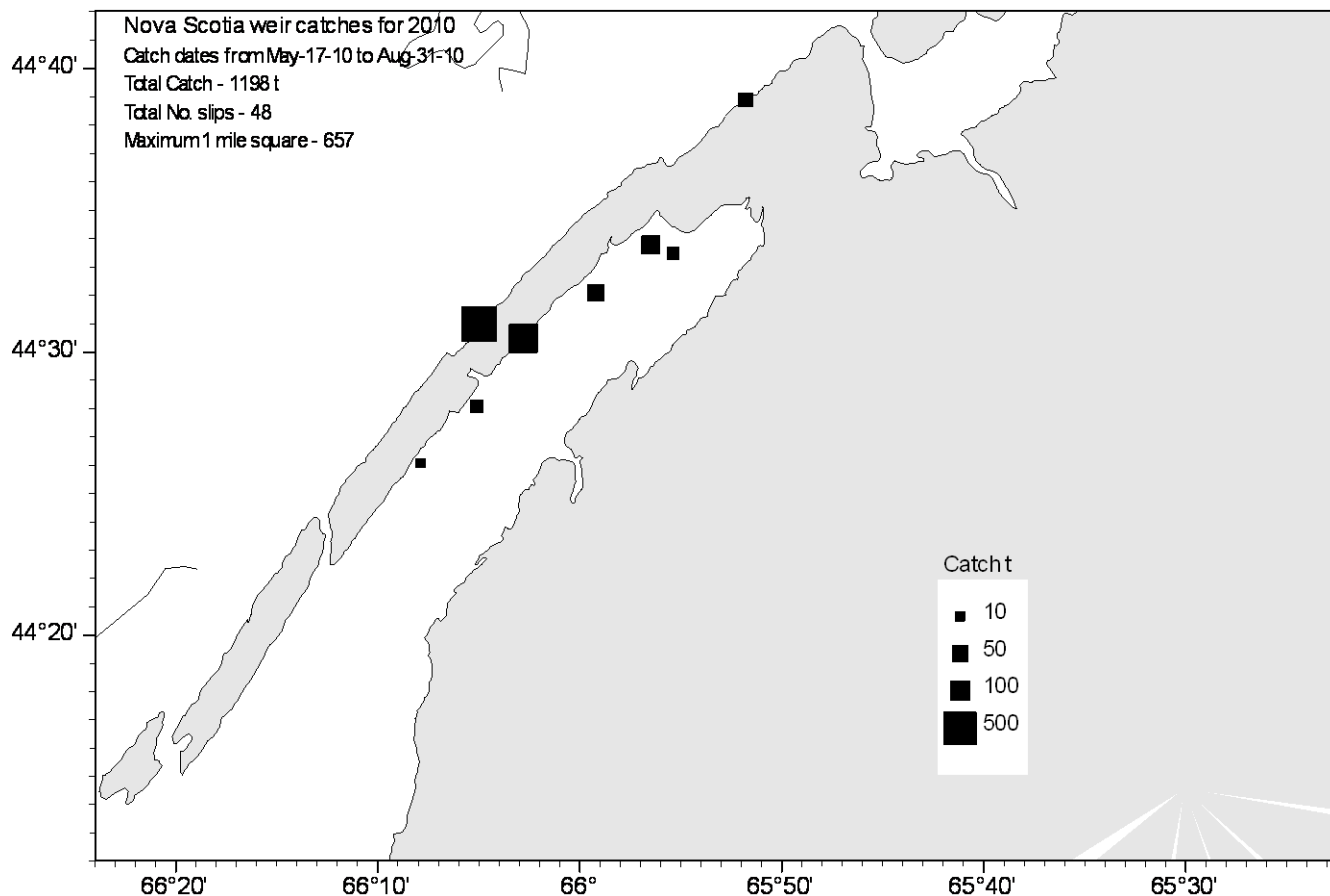 Nova Scotia weir catches for 2010
Catch dates from May-17-10 to Aug-31-10
Total Catch - 1198 t
Total No. slips - 48
Maximum 1 mile square - 657
44°40'
44°30'
44°20'
Catch t
10
50
100
500
66°20' 66°10' 66° 65°50' 65°40' 65°30'